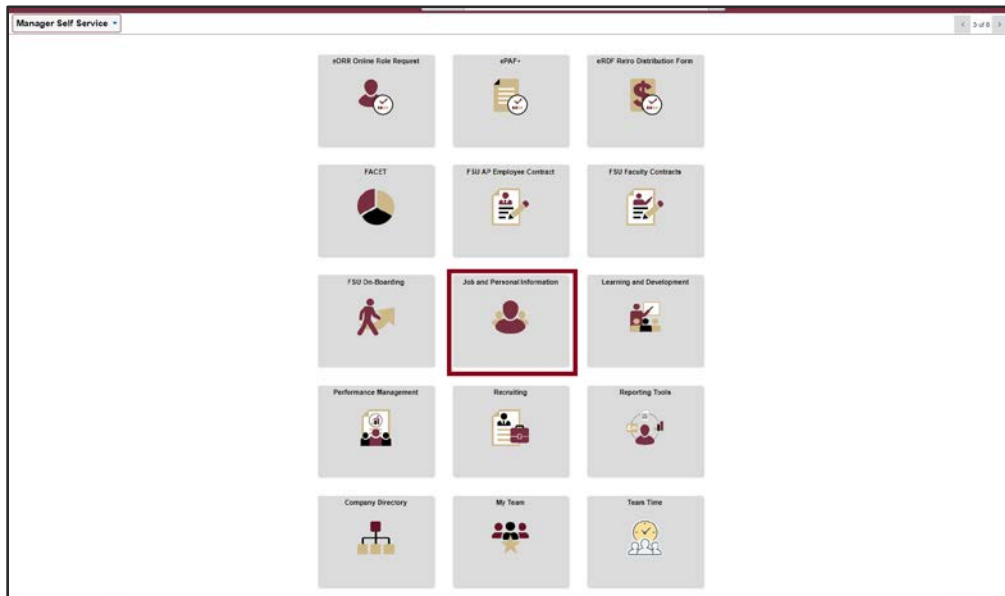 Manager Self Service
eORR Online Role Request
ePAF+
eRDF Retro Distribution Form
FACET
FSU AP Employee Contract
FSU Faculty Contracts
FSU On-Boarding
Job and Personal Information
Learning and Development
Performance Management
Recruiting
Reporting Tools
Company Directory
My Team
Team Time